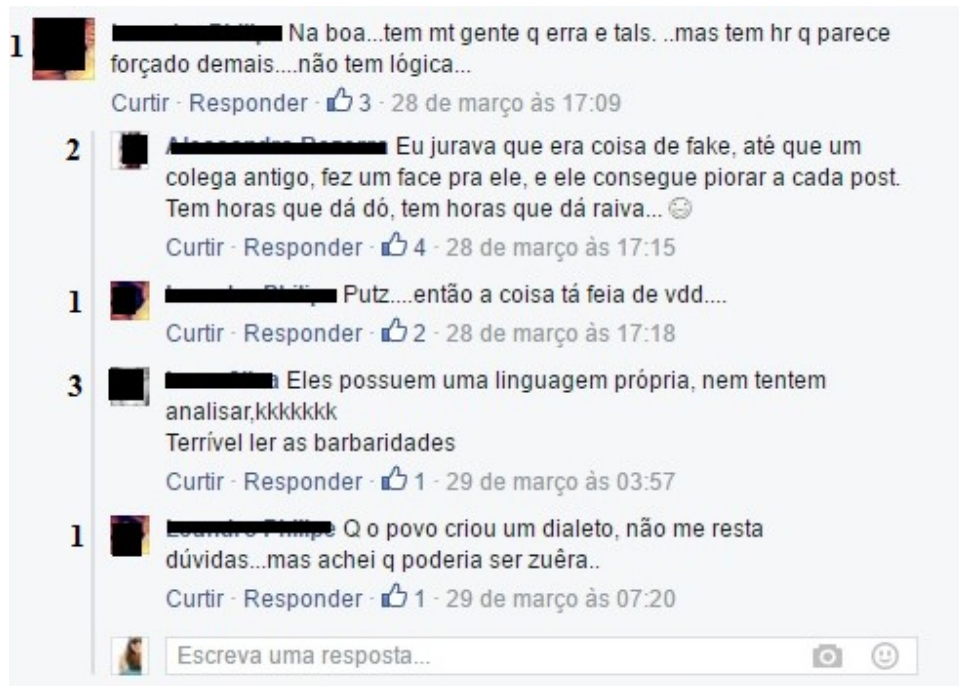 1 Na boa...tem mt gente q erra e tals. ..mas tem hr q parece
forçado demais....não tem lógica...
Curtir · Responder · 3 · 28 de março às 17:09
2 Eu jurava que era coisa de fake, até que um
colega antigo, fez um face pra ele, e ele consegue piorar a cada post.
Tem horas que dá dó, tem horas que dá raiva...
Curtir · Responder · 4 · 28 de março às 17:15
1 Putz....então a coisa tá feia de vdd....
Curtir · Responder · 2 · 28 de março às 17:18
3 Eles possuem uma linguagem própria, nem tentem
analisar,kkkkkkk
Terrível ler as barbaridades
Curtir · Responder · 1 · 29 de março às 03:57
1 Q o povo criou um dialeto, não me resta
dúvidas...mas achei q poderia ser zuêra..
Curtir · Responder · 1 · 29 de março às 07:20
Escreva uma resposta...